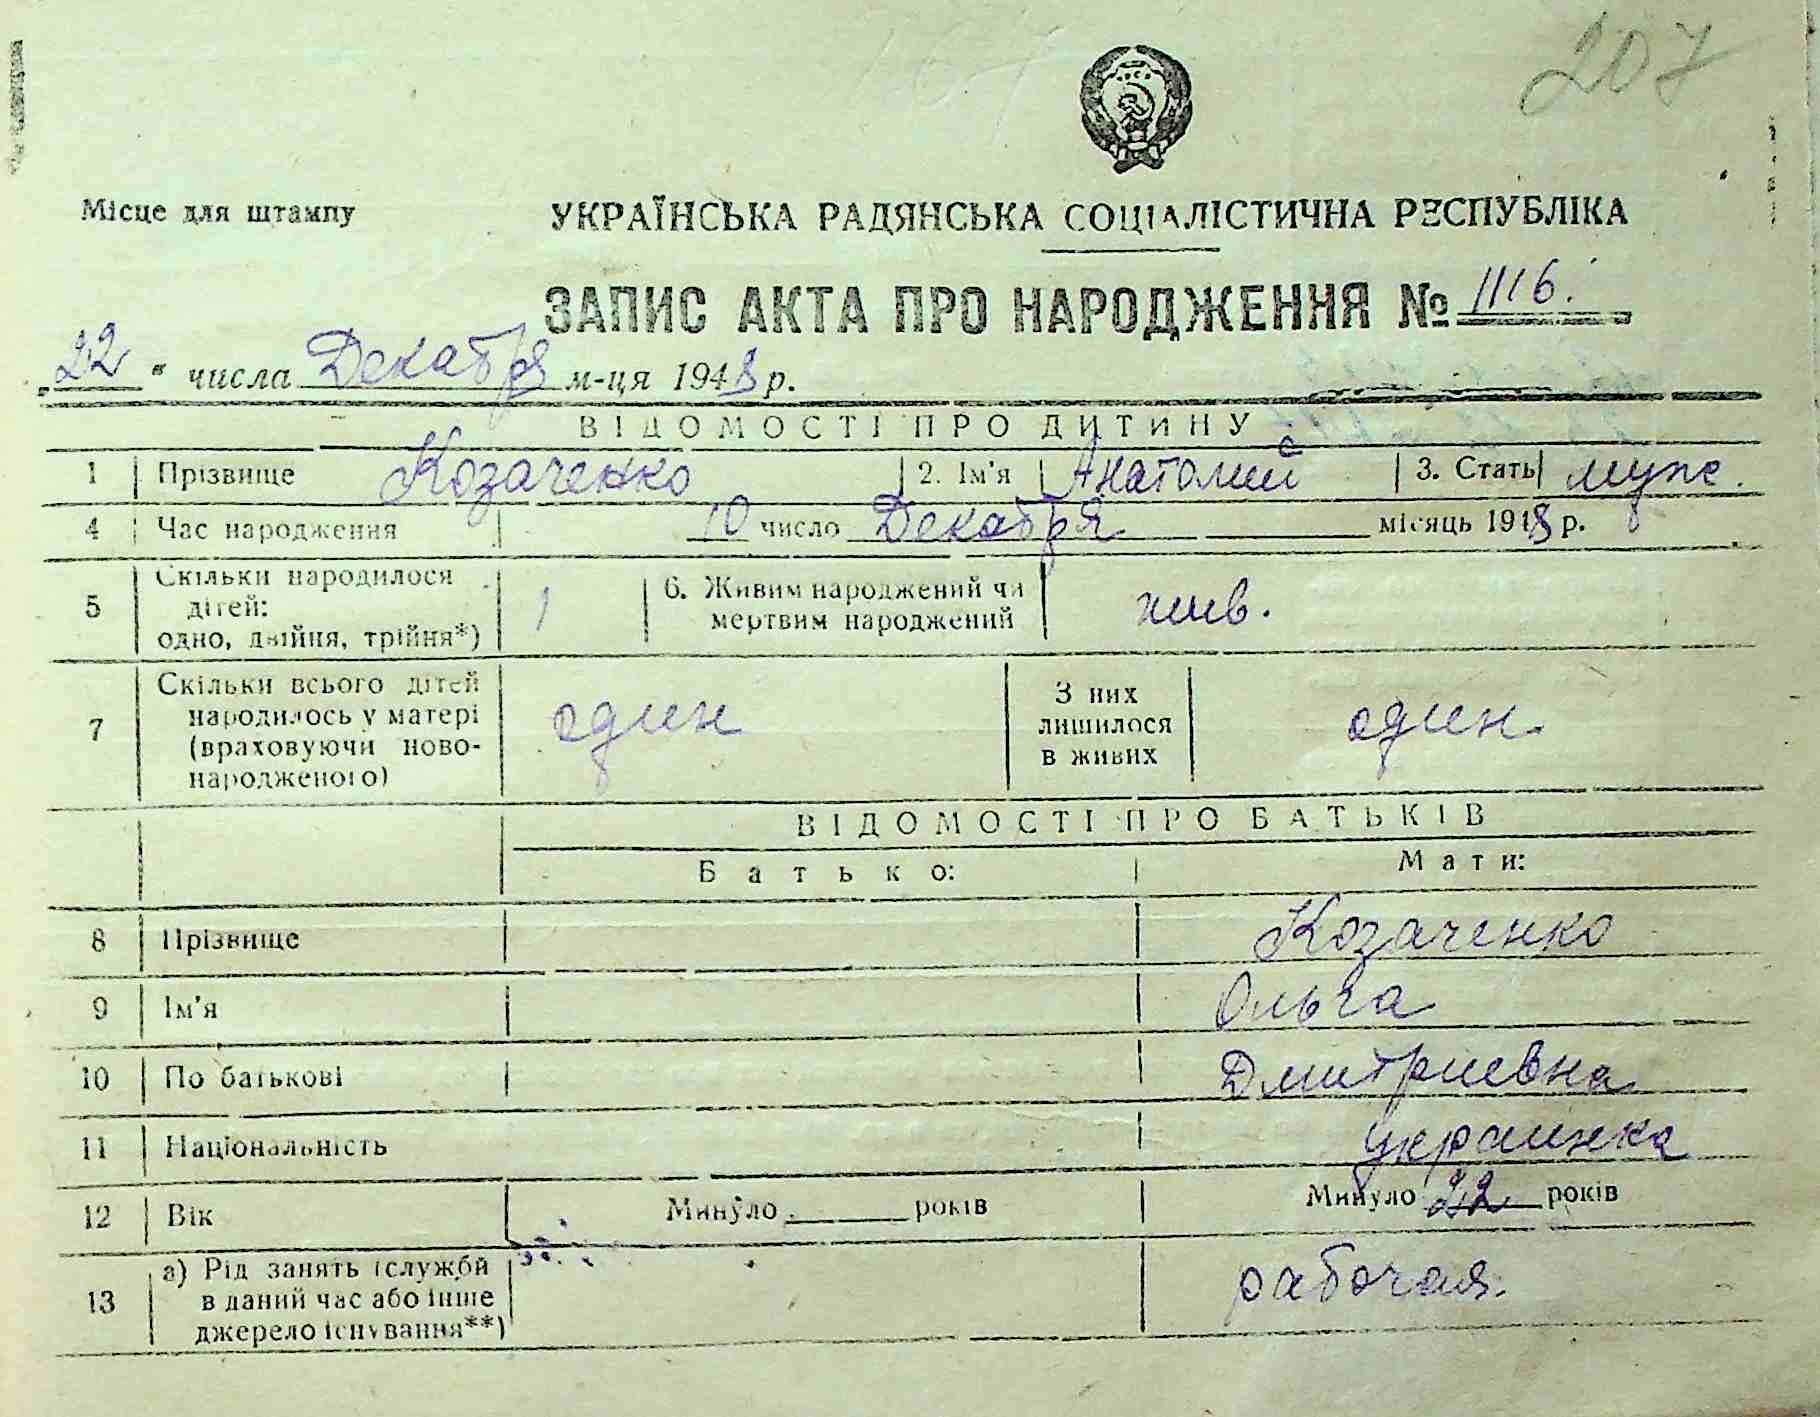 207
Місце для штампу
УКРАЇНСЬКА РАДЯНСЬКА СОЦІАЛІСТИЧНА РЕСПУБЛІКА
ЗАПИС АКТА ПРО НАРОДЖЕННЯ № 1116.
„22“ числа Декабря м-ця 1948 р.
ВІДОМОСТІ ПРО ДИТИНУ
1 Прізвище Козаченко 2. Ім'я Анатолий 3. Стать муж.
4 Час народження 10 число Декабря місяць 1948 р.
5 Скільки народилося дітей: одно, двійня, трійня*) 1 6. Живим народжений чи мертвим народжений жив.
7 Скільки всього дітей народилось у матері (враховуючи ново-народженого) один З них лишилося в живих один
ВІДОМОСТІ ПРО БАТЬКІВ
Батько: Мати:
8 Прізвище Козаченко
9 Ім'я Ольга
10 По батькові Дмитриевна
11 Національність украинка
12 Вік Минуло ______ років Минуло 22 років
13 а) Рід занять (служби в даний час або інше джерело існування**) рабочая.